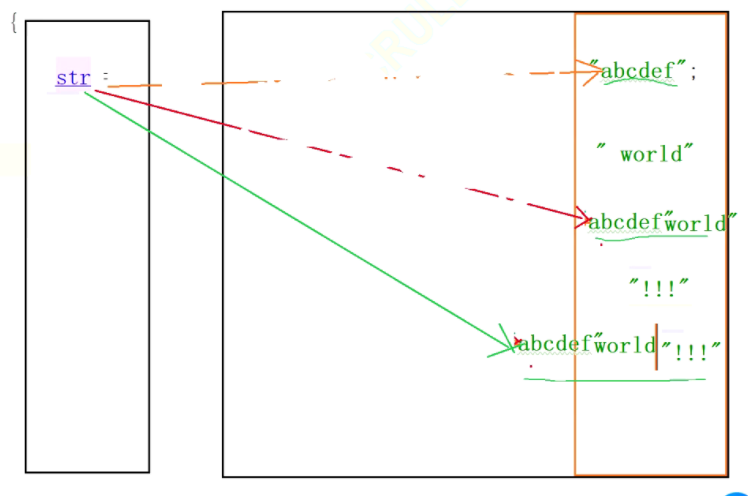 {
str =
"abcdef";
" world"
abcdef"world"
"!!!"
abcdef"world"!!!"